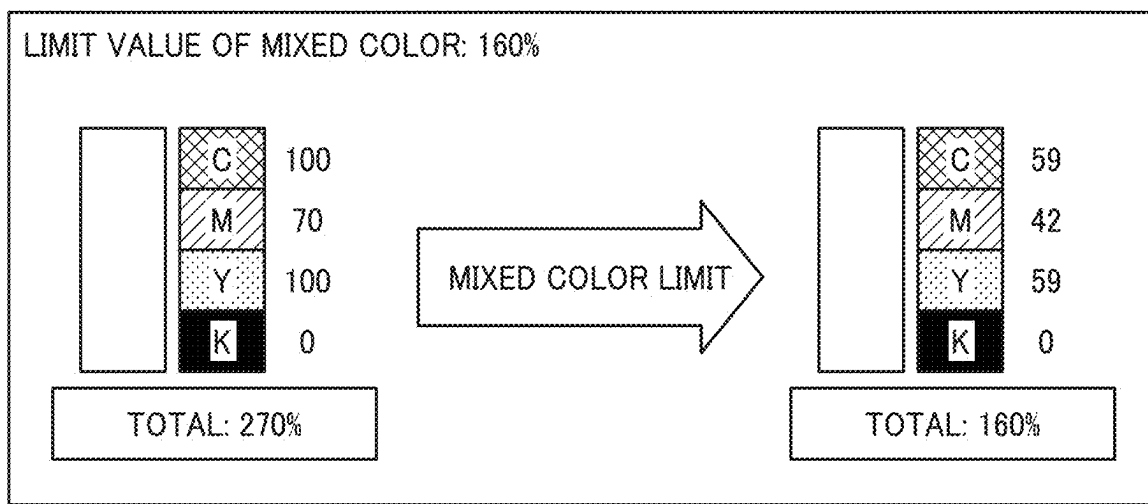 LIMIT VALUE OF MIXED COLOR: 160%
C 100
M 70
Y 100
K 0
TOTAL: 270%
MIXED COLOR LIMIT
C 59
M 42
Y 59
K 0
TOTAL: 160%